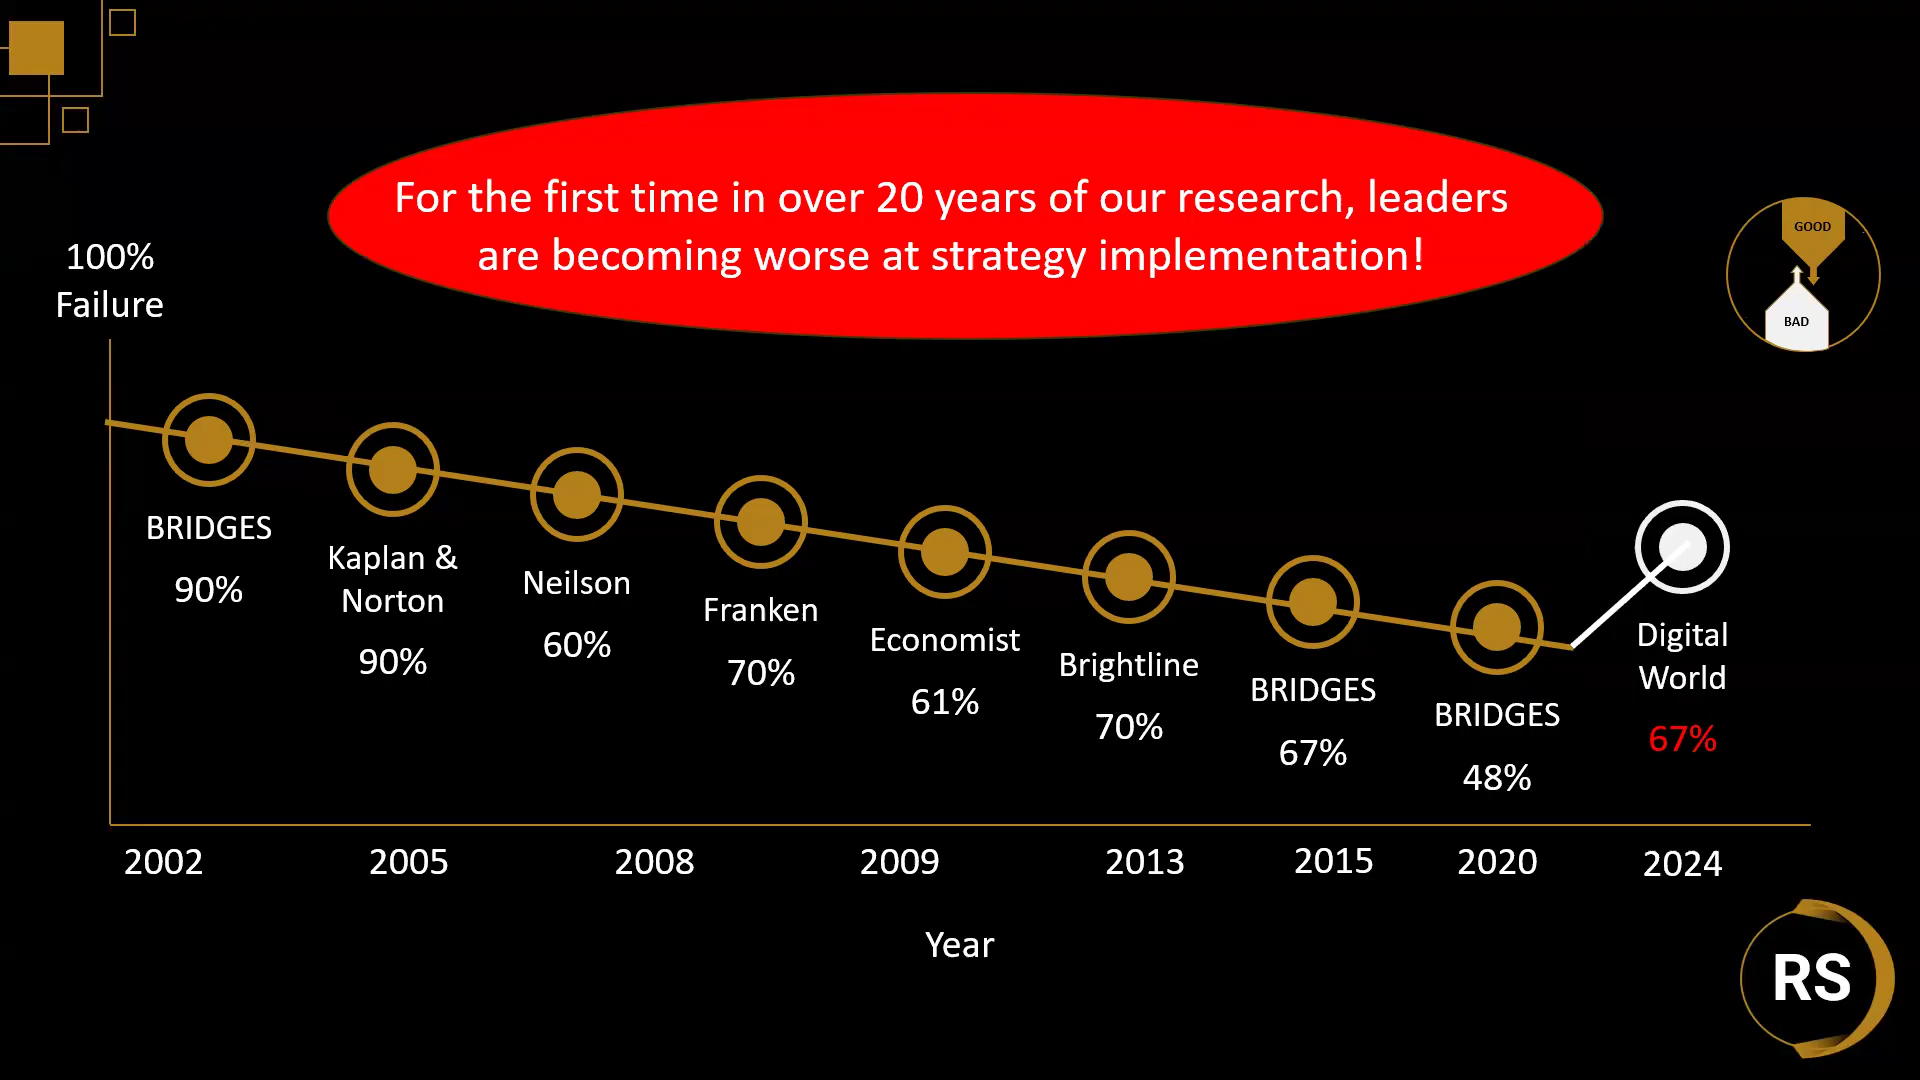 For the first time in over 20 years of our research, leaders
are becoming worse at strategy implementation!
GOOD
BAD
100%
Failure
BRIDGES
90%
Kaplan &
Norton
90%
Neilson
60%
Franken
70%
Economist
61%
Brightline
70%
BRIDGES
67%
BRIDGES
48%
Digital
World
67%
2002
2005
2008
2009
2013
2015
2020
2024
Year
RS